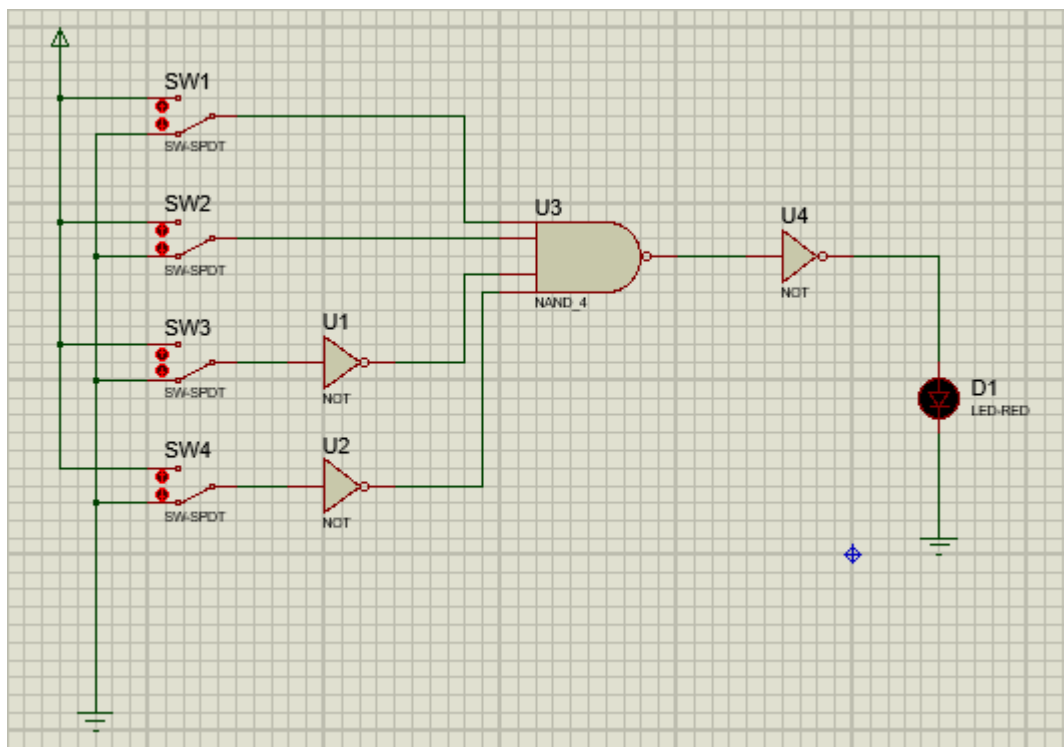 SW1
SW-SPDT
SW2
SW-SPDT
U3
NAND_4
U4
NOT
SW3
SW-SPDT
U1
NOT
D1
LED-RED
SW4
SW-SPDT
U2
NOT